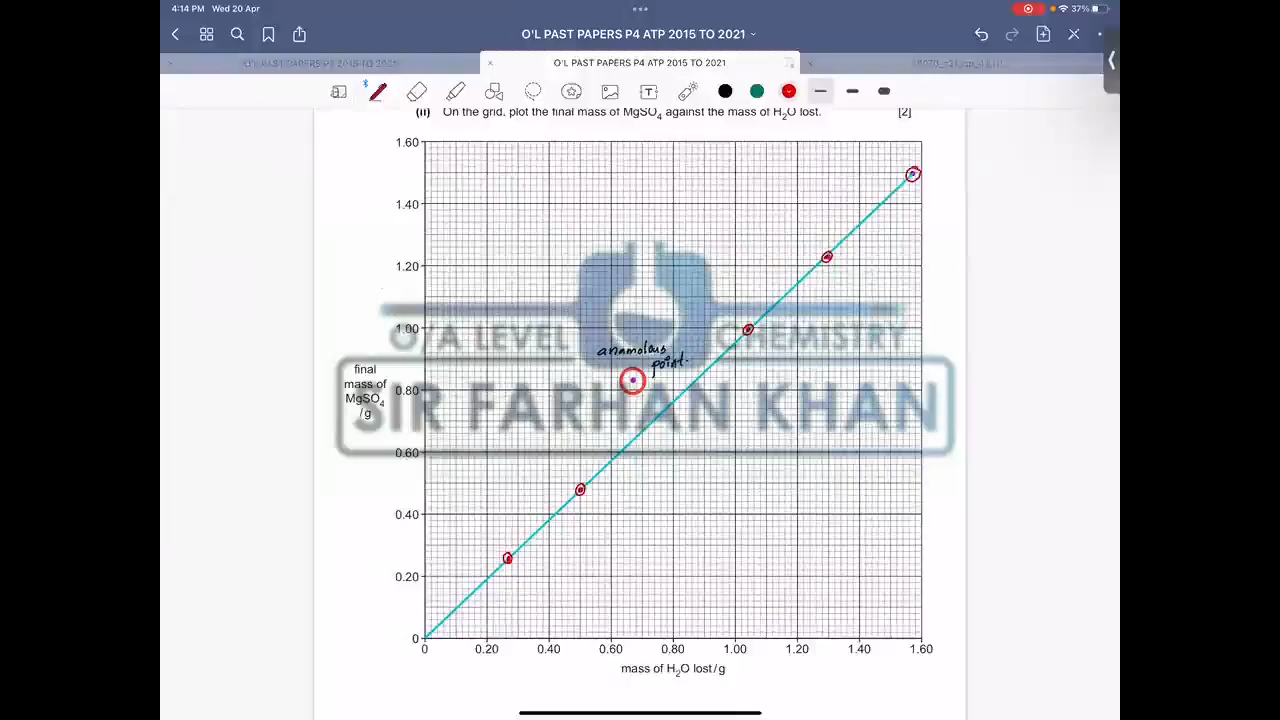 4:14 PM Wed 20 Apr
37%
O'L PAST PAPERS P4 ATP 2015 TO 2021
O'L PAST PAPERS P4 ATP 2015 TO 2021
(ii) On the grid, plot the final mass of MgSO₄ against the mass of H₂O lost. [2]
1.60
1.40
1.20
1.00
0.80
0.60
0.40
0.20
0
O/A LEVEL CHEMISTRY
SIR FARHAN KHAN
anamolous
point.
final
mass of
MgSO₄
/g
0 0.20 0.40 0.60 0.80 1.00 1.20 1.40 1.60
mass of H₂O lost/g